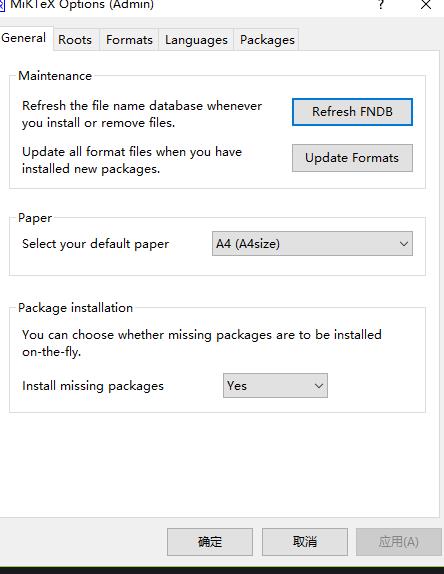 MiKTeX Options (Admin)
?
General Roots Formats Languages Packages
Maintenance
Refresh the file name database whenever
you install or remove files.
Refresh FNDB
Update all format files when you have
installed new packages.
Update Formats
Paper
Select your default paper
A4 (A4size)
Package installation
You can choose whether missing packages are to be installed
on-the-fly.
Install missing packages
Yes
确定
取消
应用(A)